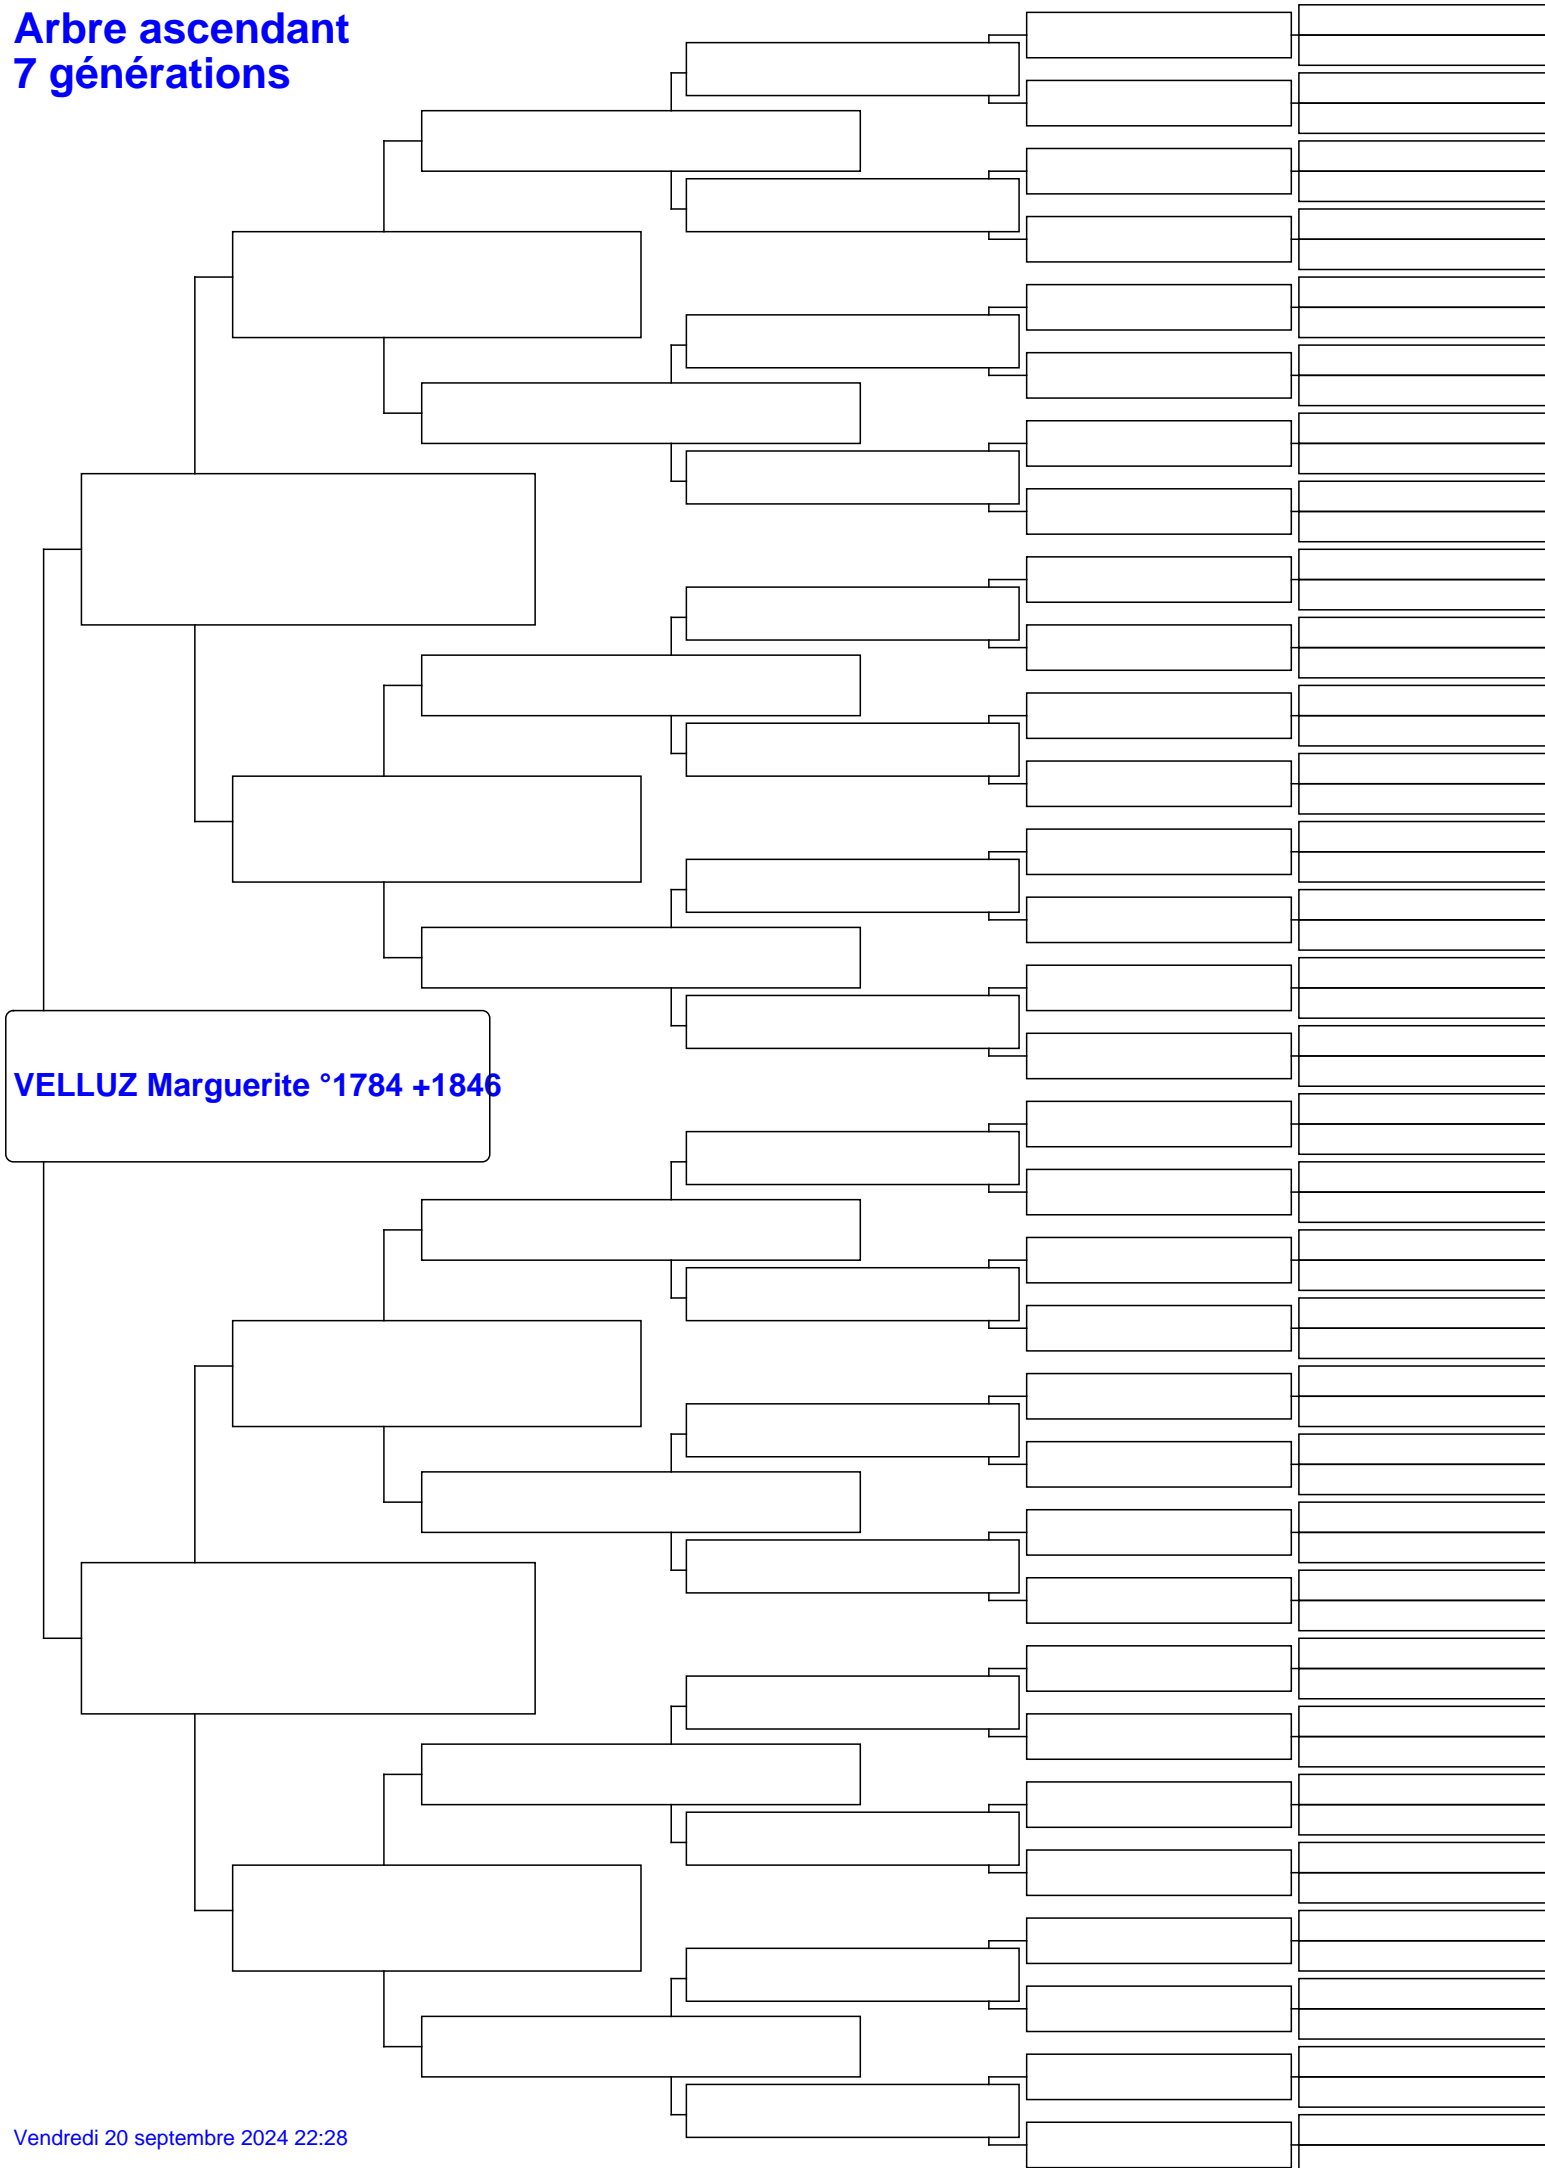 Arbre ascendant
7 générations
VELLUZ Marguerite °1784 +1846
Vendredi 20 septembre 2024 22:28